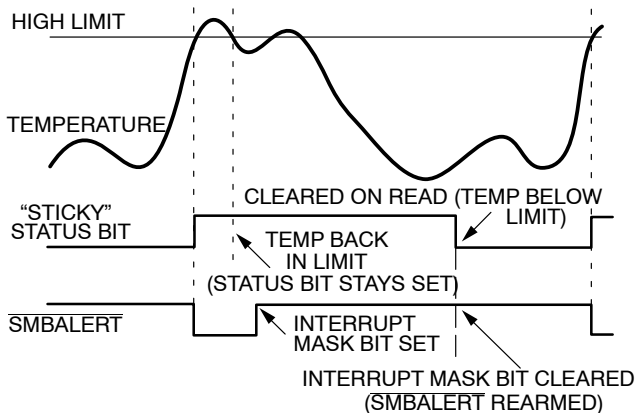 HIGH LIMIT
TEMPERATURE
“STICKY”
STATUS BIT
CLEARED ON READ (TEMP BELOW
LIMIT)
TEMP BACK
IN LIMIT
(STATUS BIT STAYS SET)
SMBALERT
INTERRUPT
MASK BIT SET
INTERRUPT MASK BIT CLEARED
(SMBALERT REARMED)